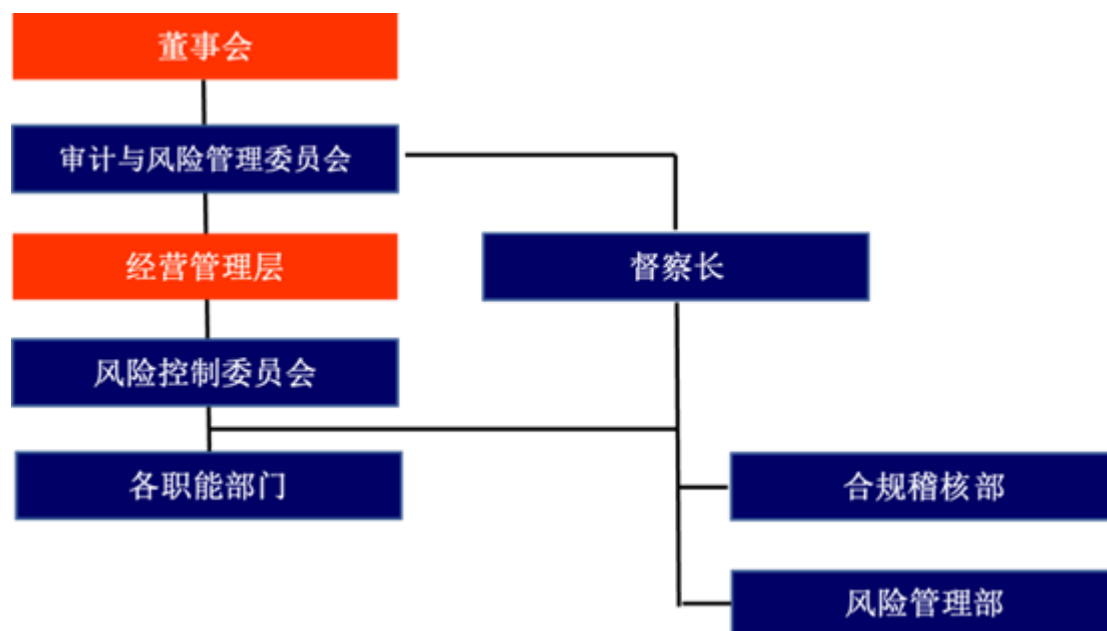 董事会
审计与风险管理委员会
经营管理层
督察长
风险控制委员会
各职能部门
合规稽核部
风险管理部